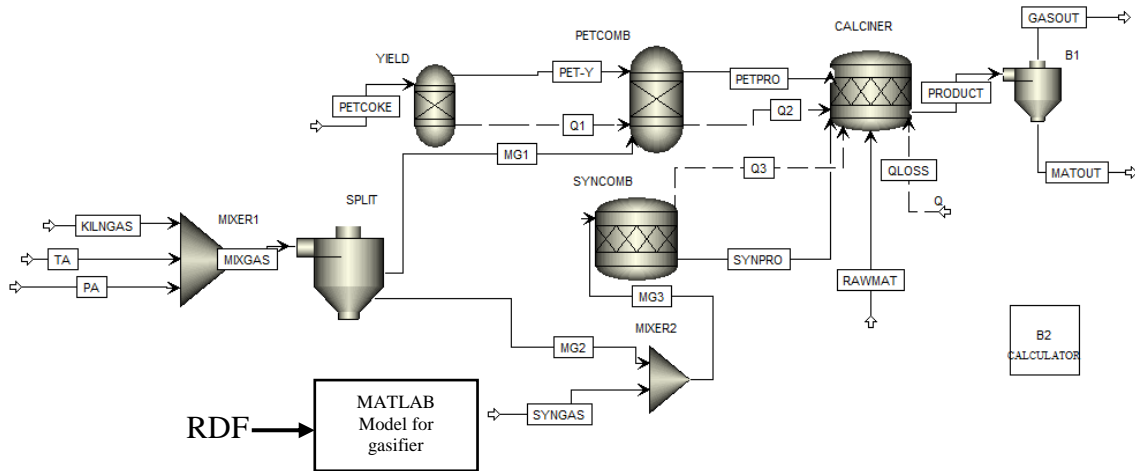 GASOUT
CALCINER
PETCOMB
B1
YIELD
PET-Y
PETPRO
PRODUCT
PETCOKE
Q1
Q2
MG1
QLOSS
MATOUT
Q3
SYNCOMB
SPLIT
MIXER1
Q
KILNGAS
MIXGAS
TA
SYNPRO
PA
RAWMAT
MG3
MIXER2
B2
CALCULATOR
MG2
MATLAB
Model for
gasifier
SYNGAS
RDF